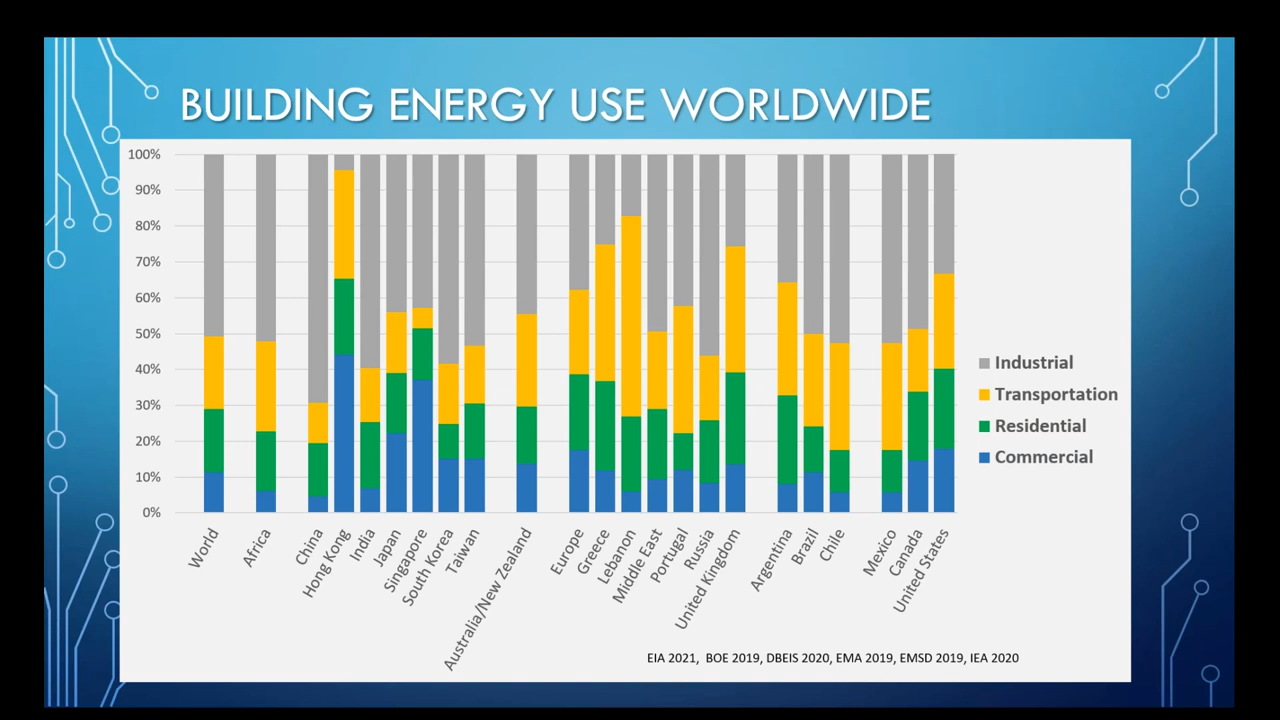 BUILDING ENERGY USE WORLDWIDE
100%
90%
80%
70%
60%
50%
40%
30%
20%
10%
0%
Industrial
Transportation
Residential
Commercial
World
Africa
China
Hong Kong
India
Japan
Singapore
South Korea
Taiwan
Australia/New Zealand
Europe
Greece
Lebanon
Middle East
Portugal
Russia
United Kingdom
Argentina
Brazil
Chile
Mexico
Canada
United States
EIA 2021, BOE 2019, DBEIS 2020, EMA 2019, EMSD 2019, IEA 2020